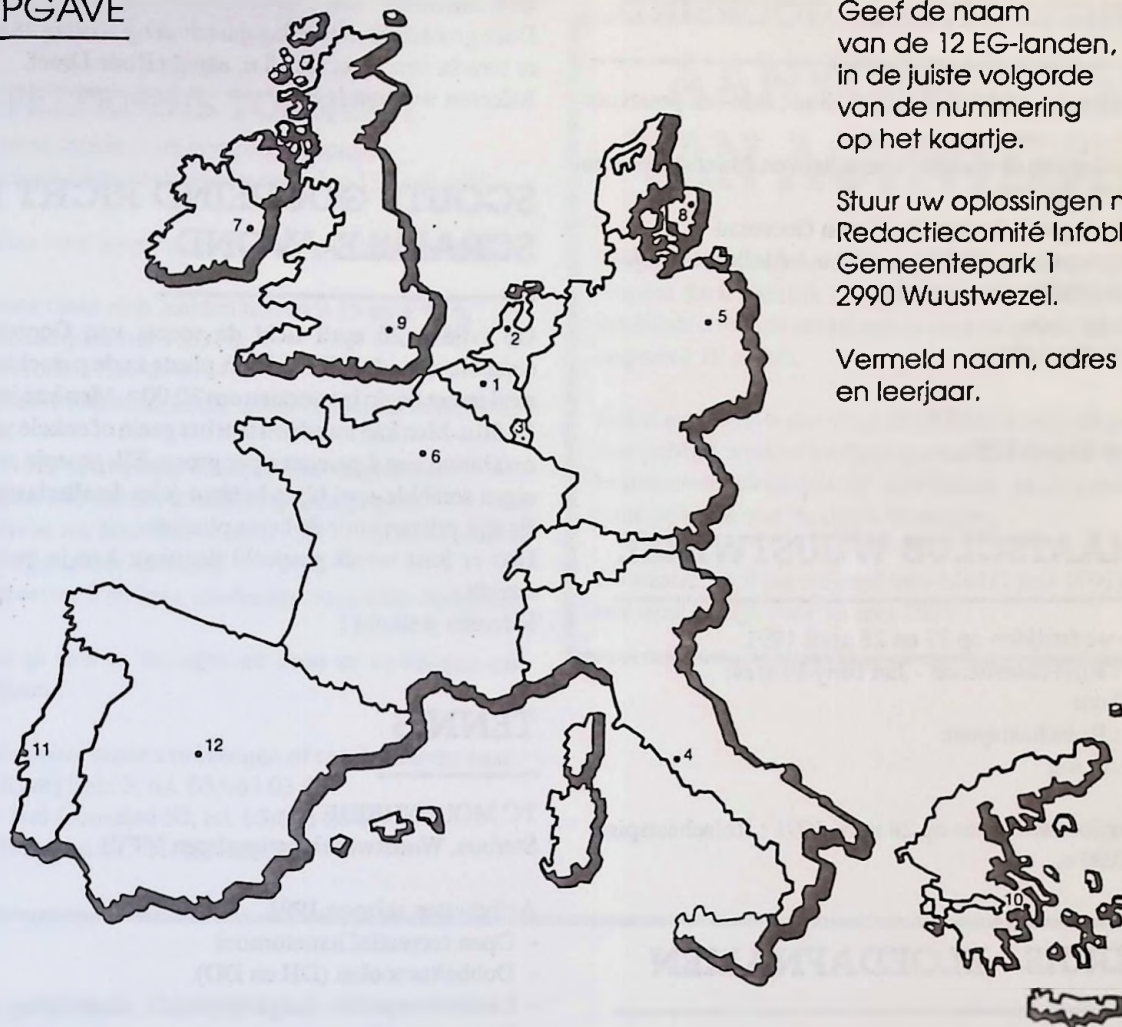 PGAVE
Geef de naam
van de 12 EG-landen,
in de juiste volgorde
van de nummering
op het kaartje.
Stuur uw oplossingen n
Redactiecomité Infobl
Gemeentepark 1
2990 Wuustwezel.
Vermeld naam, adres
en leerjaar.
8
7
5
9
2
1
3
6
11
12
4
10